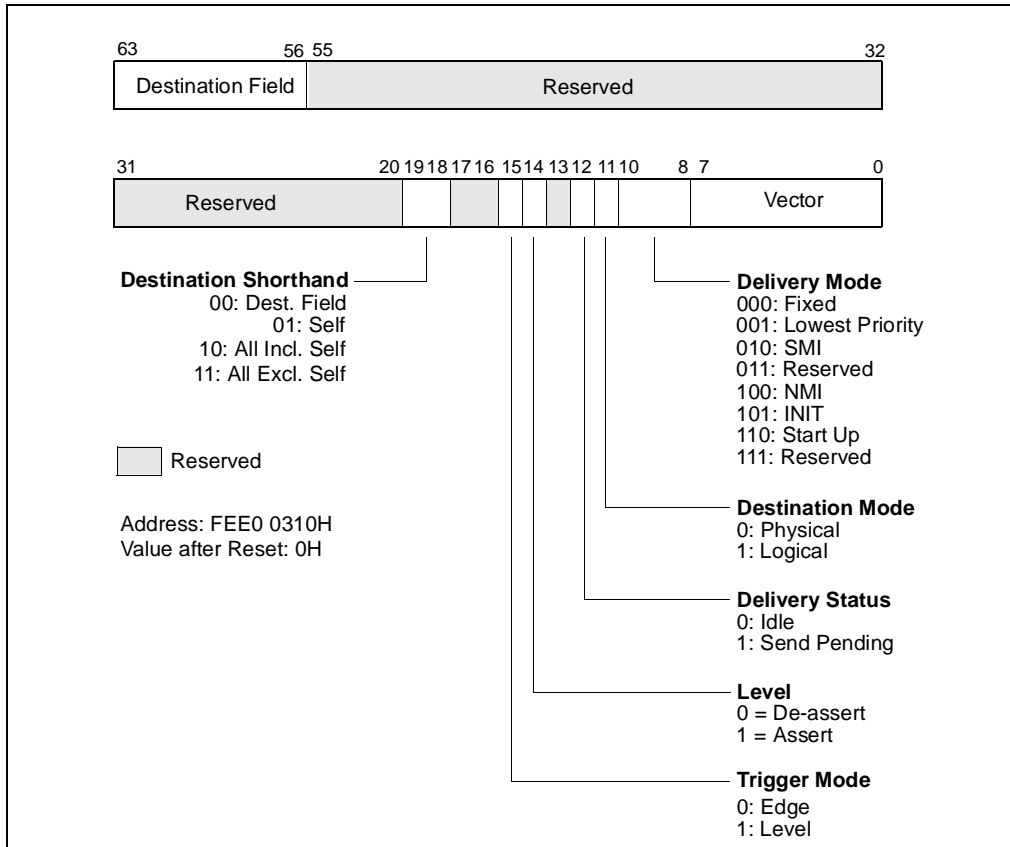 63 56 55 32
Destination Field Reserved
31 20 19 18 17 16 15 14 13 12 11 10 8 7 0
Reserved Vector
Destination Shorthand
00: Dest. Field
01: Self
10: All Incl. Self
11: All Excl. Self
Reserved
Address: FEE0 0310H
Value after Reset: 0H
Delivery Mode
000: Fixed
001: Lowest Priority
010: SMI
011: Reserved
100: NMI
101: INIT
110: Start Up
111: Reserved
Destination Mode
0: Physical
1: Logical
Delivery Status
0: Idle
1: Send Pending
Level
0 = De-assert
1 = Assert
Trigger Mode
0: Edge
1: Level